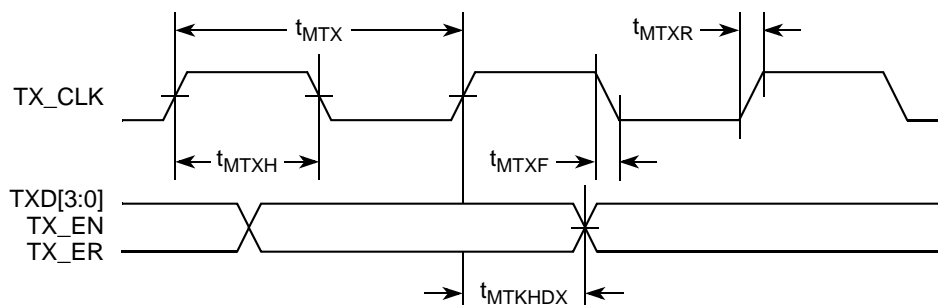 tMTX
tMTXR
TX_CLK
tMTXH
tMTXF
TXD[3:0]
TX_EN
TX_ER
tMTKHDX